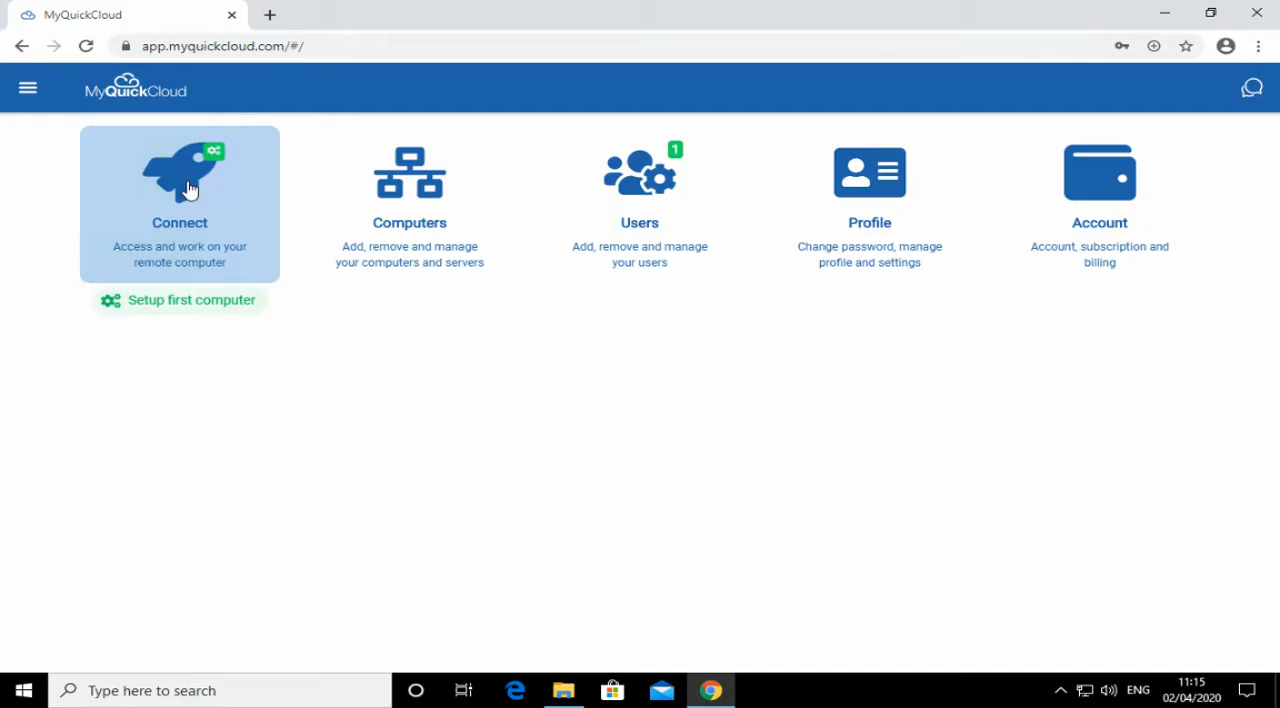 MyQuickCloud
app.myquickcloud.com/#/
MyQuickCloud
1
Connect
Access and work on your
remote computer
Setup first computer
Computers
Add, remove and manage
your computers and servers
Users
Add, remove and manage
your users
Profile
Change password, manage
profile and settings
Account
Account, subscription and
billing
Type here to search
ENG
11:15
02/04/2020